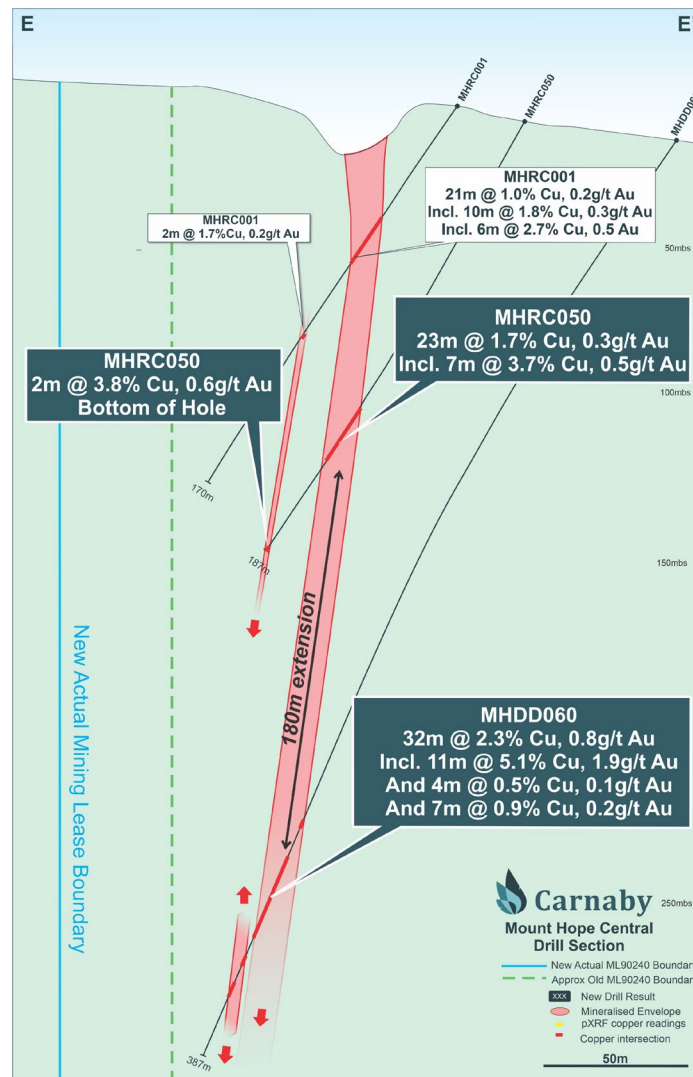 E
E'
MHRC001
MHRC050
MHDD06
MHRC001
21m @ 1.0% Cu, 0.2g/t Au
Incl. 10m @ 1.8% Cu, 0.3g/t Au
Incl. 6m @ 2.7% Cu, 0.5 Au
MHRC001
2m @ 1.7%Cu, 0.2g/t Au
50mbs
MHRC050
23m @ 1.7% Cu, 0.3g/t Au
Incl. 7m @ 3.7% Cu, 0.5g/t Au
MHRC050
2m @ 3.8% Cu, 0.6g/t Au
Bottom of Hole
100mbs
170m
187m
150mbs
New Actual Mining Lease Boundary
180m extension
MHDD060
32m @ 2.3% Cu, 0.8g/t Au
Incl. 11m @ 5.1% Cu, 1.9g/t Au
And 4m @ 0.5% Cu, 0.1g/t Au
And 7m @ 0.9% Cu, 0.2g/t Au
250mbs
387m
Carnaby
Mount Hope Central
Drill Section
New Actual ML90240 Boundary
Approx Old ML90240 Boundar
XXX New Drill Result
Mineralised Envelope
pXRF copper readings
Copper intersection
50m